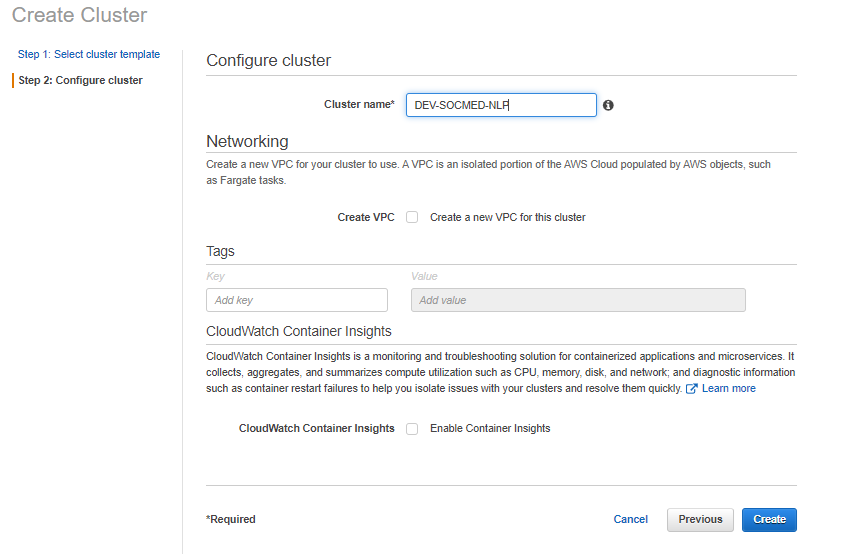 Create Cluster
Step 1: Select cluster template
Step 2: Configure cluster
Configure cluster
Cluster name*
DEV-SOCMED-NLP
Networking
Create a new VPC for your cluster to use. A VPC is an isolated portion of the AWS Cloud populated by AWS objects, such
as Fargate tasks.
Create VPC
Create a new VPC for this cluster
Tags
Key
Value
Add key
Add value
CloudWatch Container Insights
CloudWatch Container Insights is a monitoring and troubleshooting solution for containerized applications and microservices. It
collects, aggregates, and summarizes compute utilization such as CPU, memory, disk, and network; and diagnostic information
such as container restart failures to help you isolate issues with your clusters and resolve them quickly. Learn more
CloudWatch Container Insights
Enable Container Insights
*Required
Cancel
Previous
Create